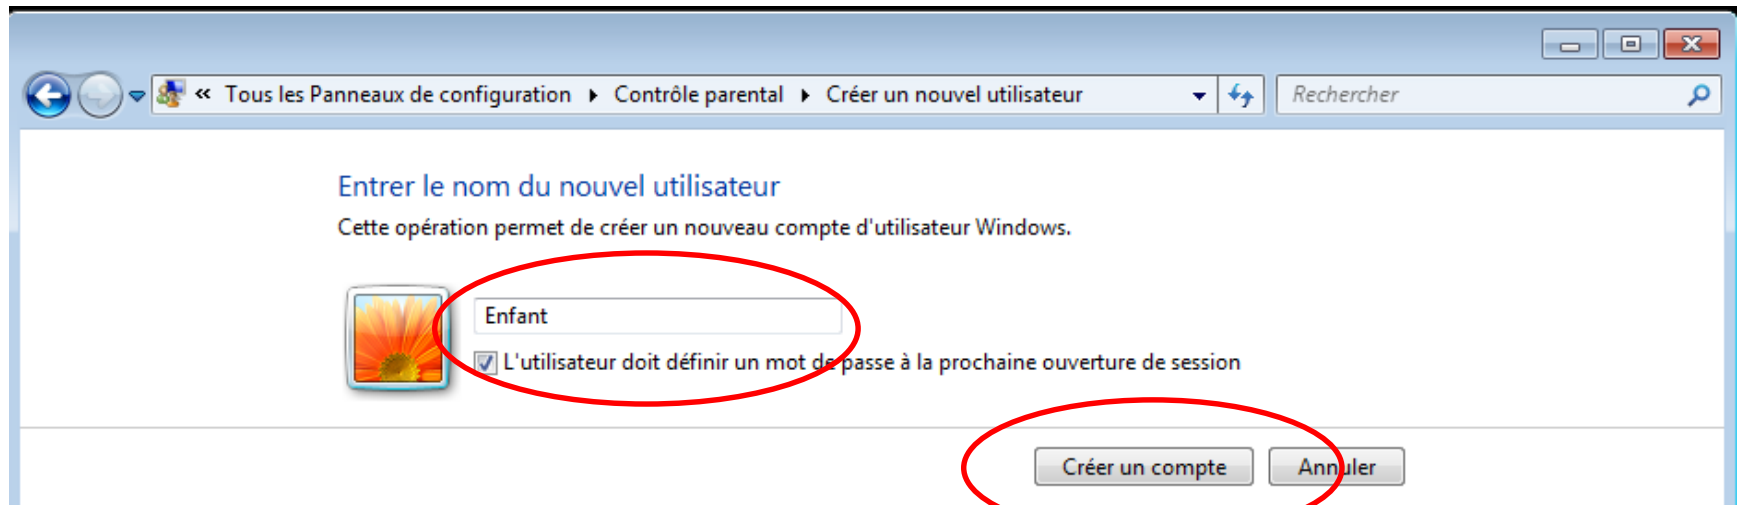 « Tous les Panneaux de configuration ▸ Contrôle parental ▸ Créer un nouvel utilisateur Rechercher
Entrer le nom du nouvel utilisateur
Cette opération permet de créer un nouveau compte d'utilisateur Windows.
Enfant
L'utilisateur doit définir un mot de passe à la prochaine ouverture de session
Créer un compte Annuler